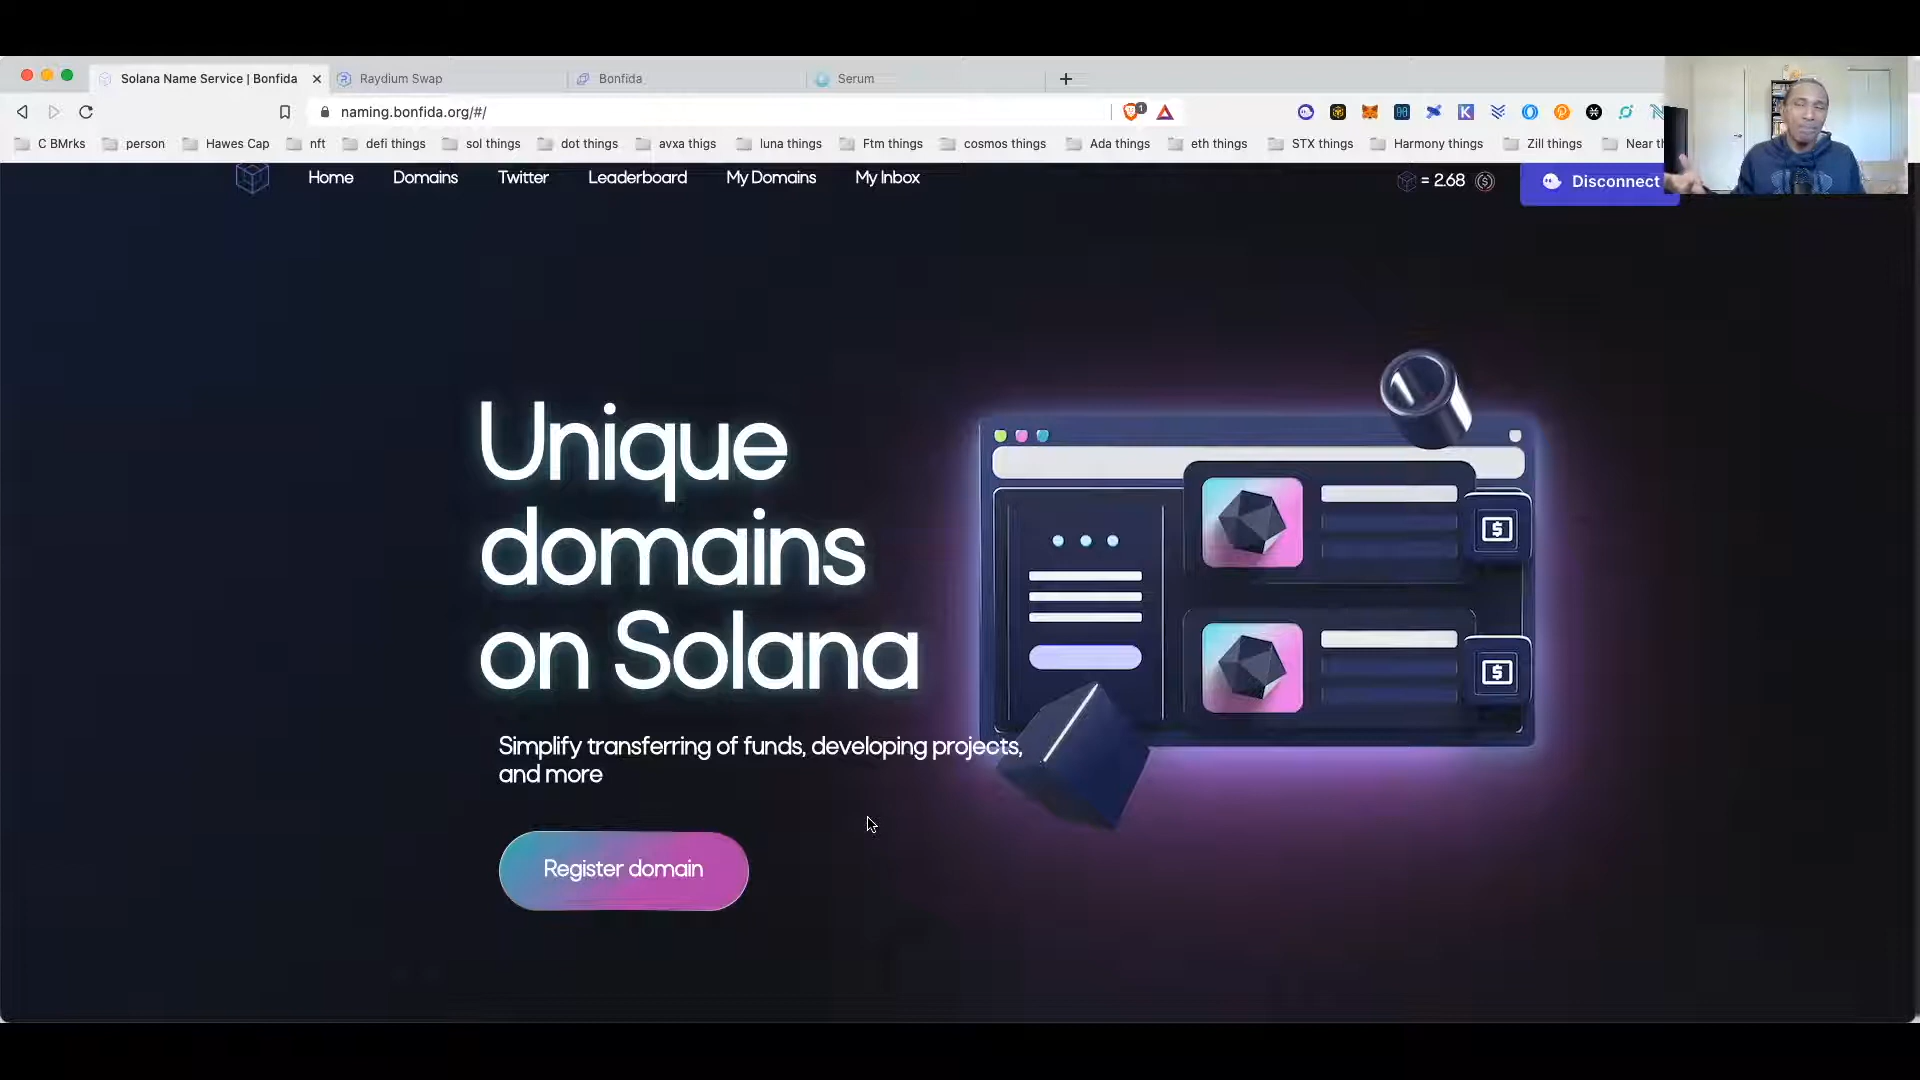 Solana Name Service | Bonfida
Raydium Swap
Bonfida
Serum
naming.bonfida.org/#/
1
C BMrks
person
Hawes Cap
nft
defi things
sol things
dot things
avxa thigs
luna things
Ftm things
cosmos things
Ada things
eth things
STX things
Harmony things
Zill things
Near
Home
Domains
Twitter
Leaderboard
My Domains
My Inbox
= 2.68
Disconnect
Unique
domains
on Solana
Simplify transferring of funds, developing projects,
and more
Register domain